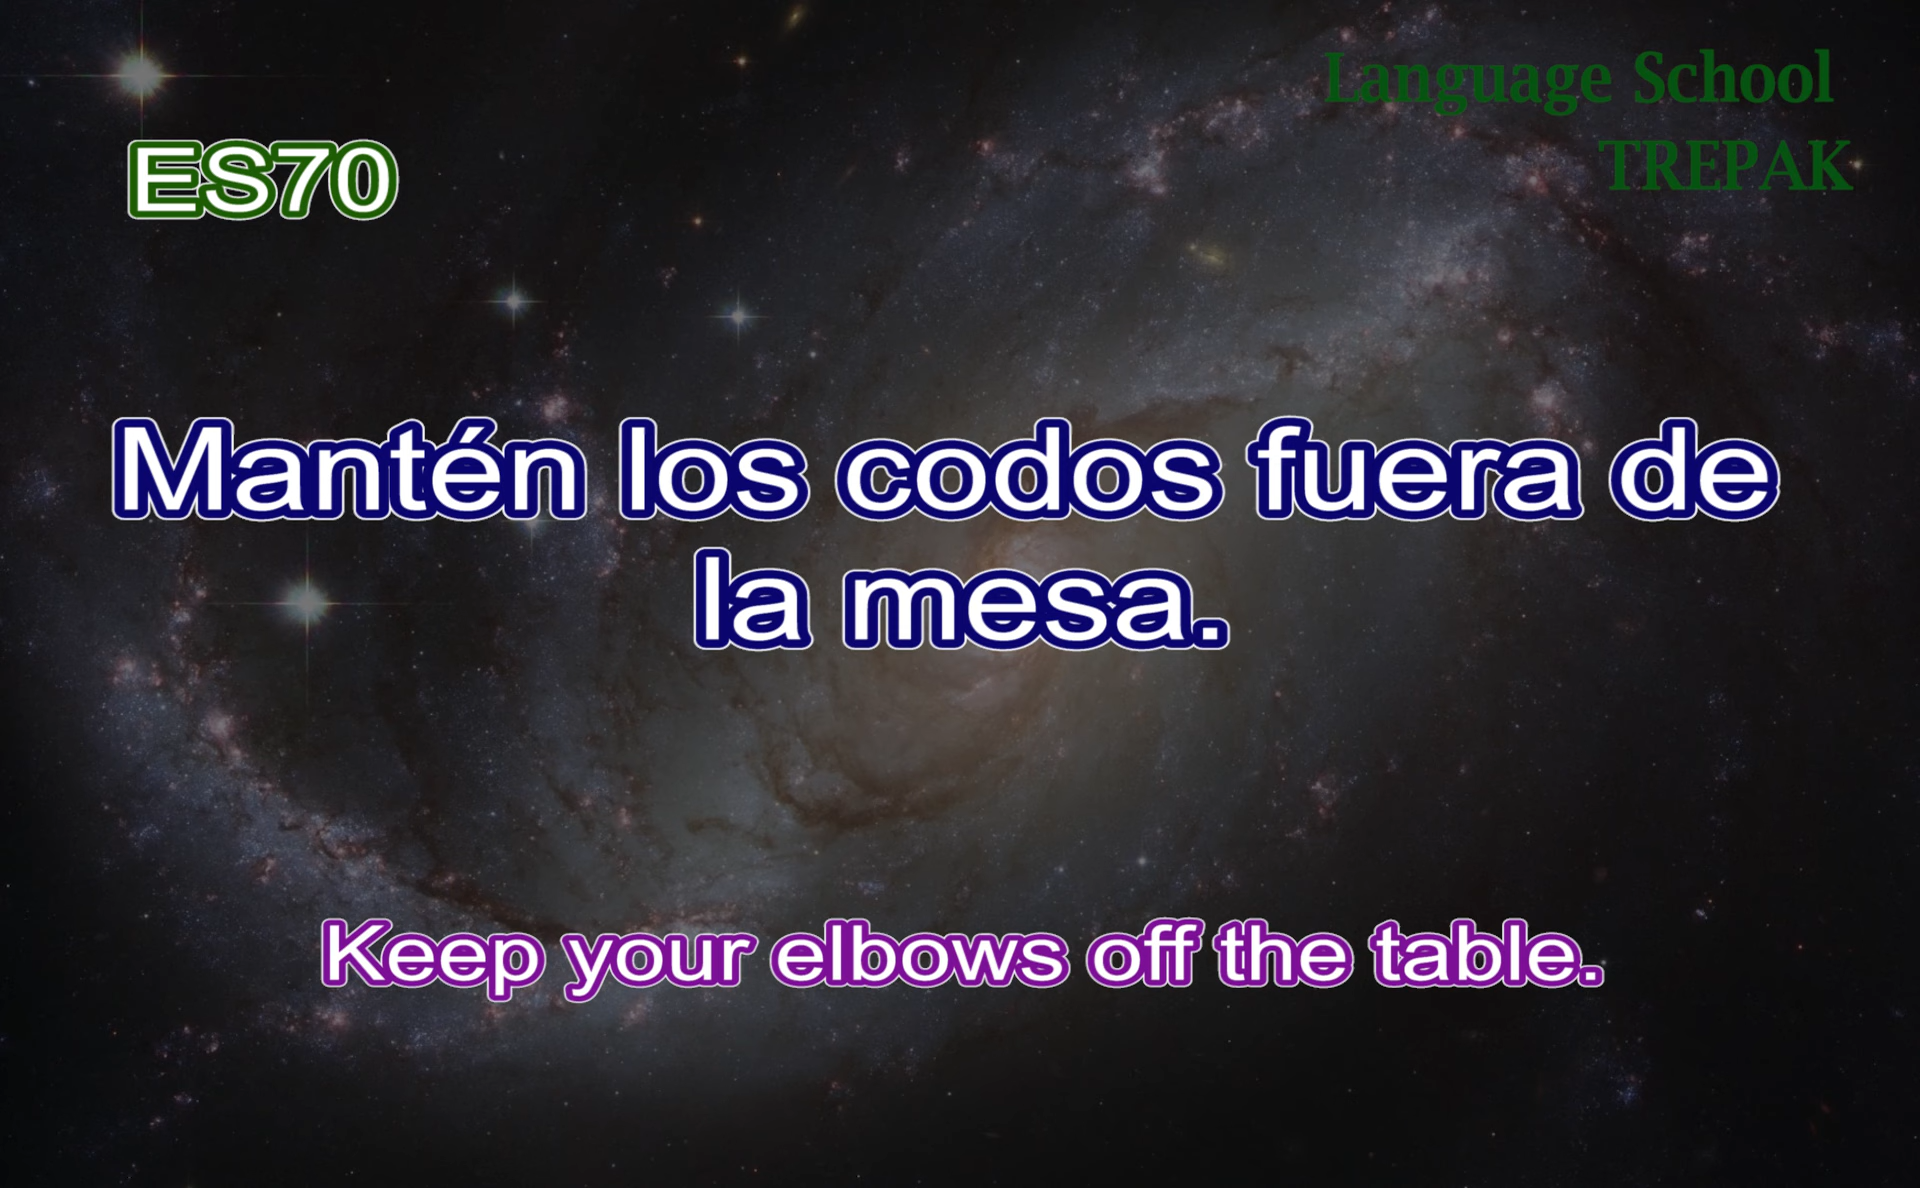 Language School
TREPAK
ES70
Mantén los codos fuera de
la mesa.
Keep your elbows off the table.